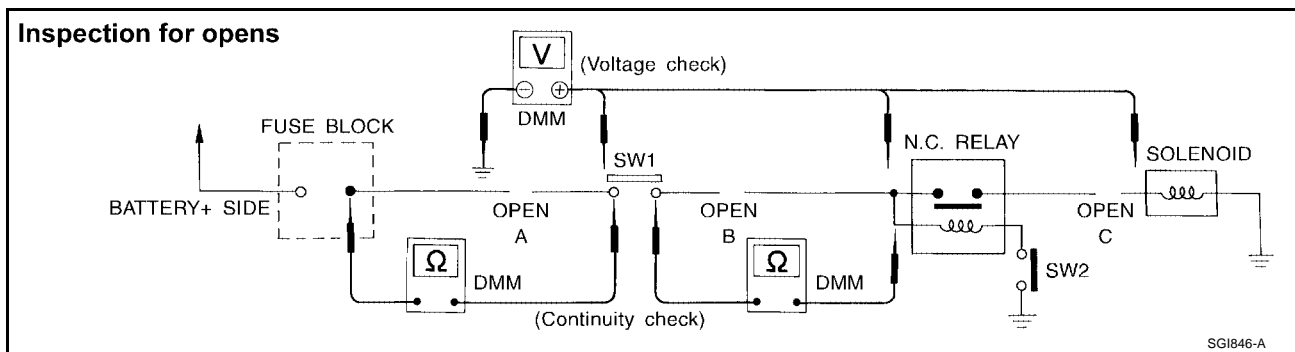 Inspection for opens
V
(Voltage check)
DMM
FUSE BLOCK
N.C. RELAY
SW1
SOLENOID
BATTERY+ SIDE
OPEN
A
OPEN
B
OPEN
C
Ω
DMM
Ω
DMM
SW2
(Continuity check)
SGI846-A